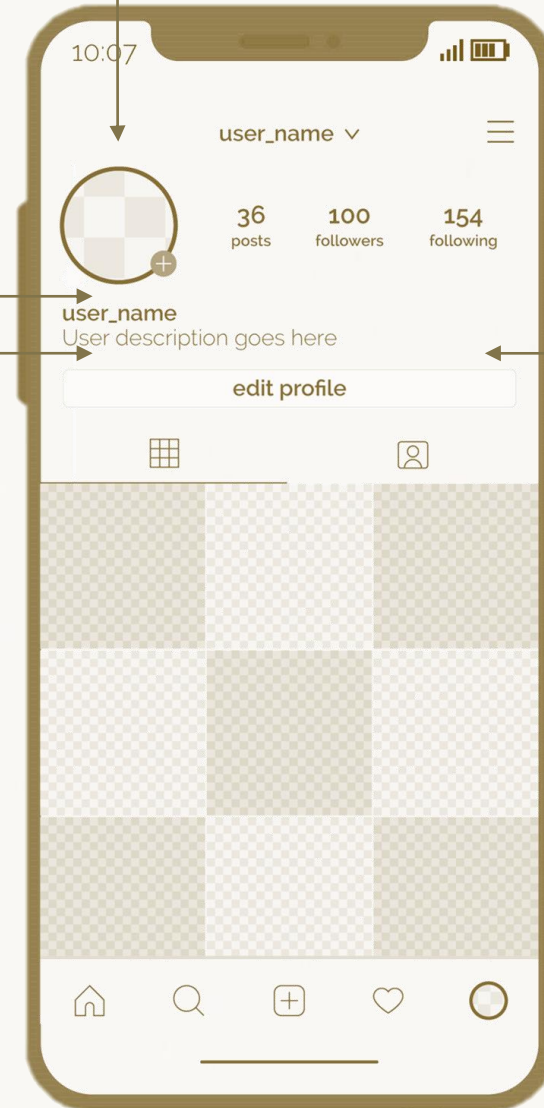 10:07
user_name
36 100 154
posts followers following
user_name
User description goes here
edit profile